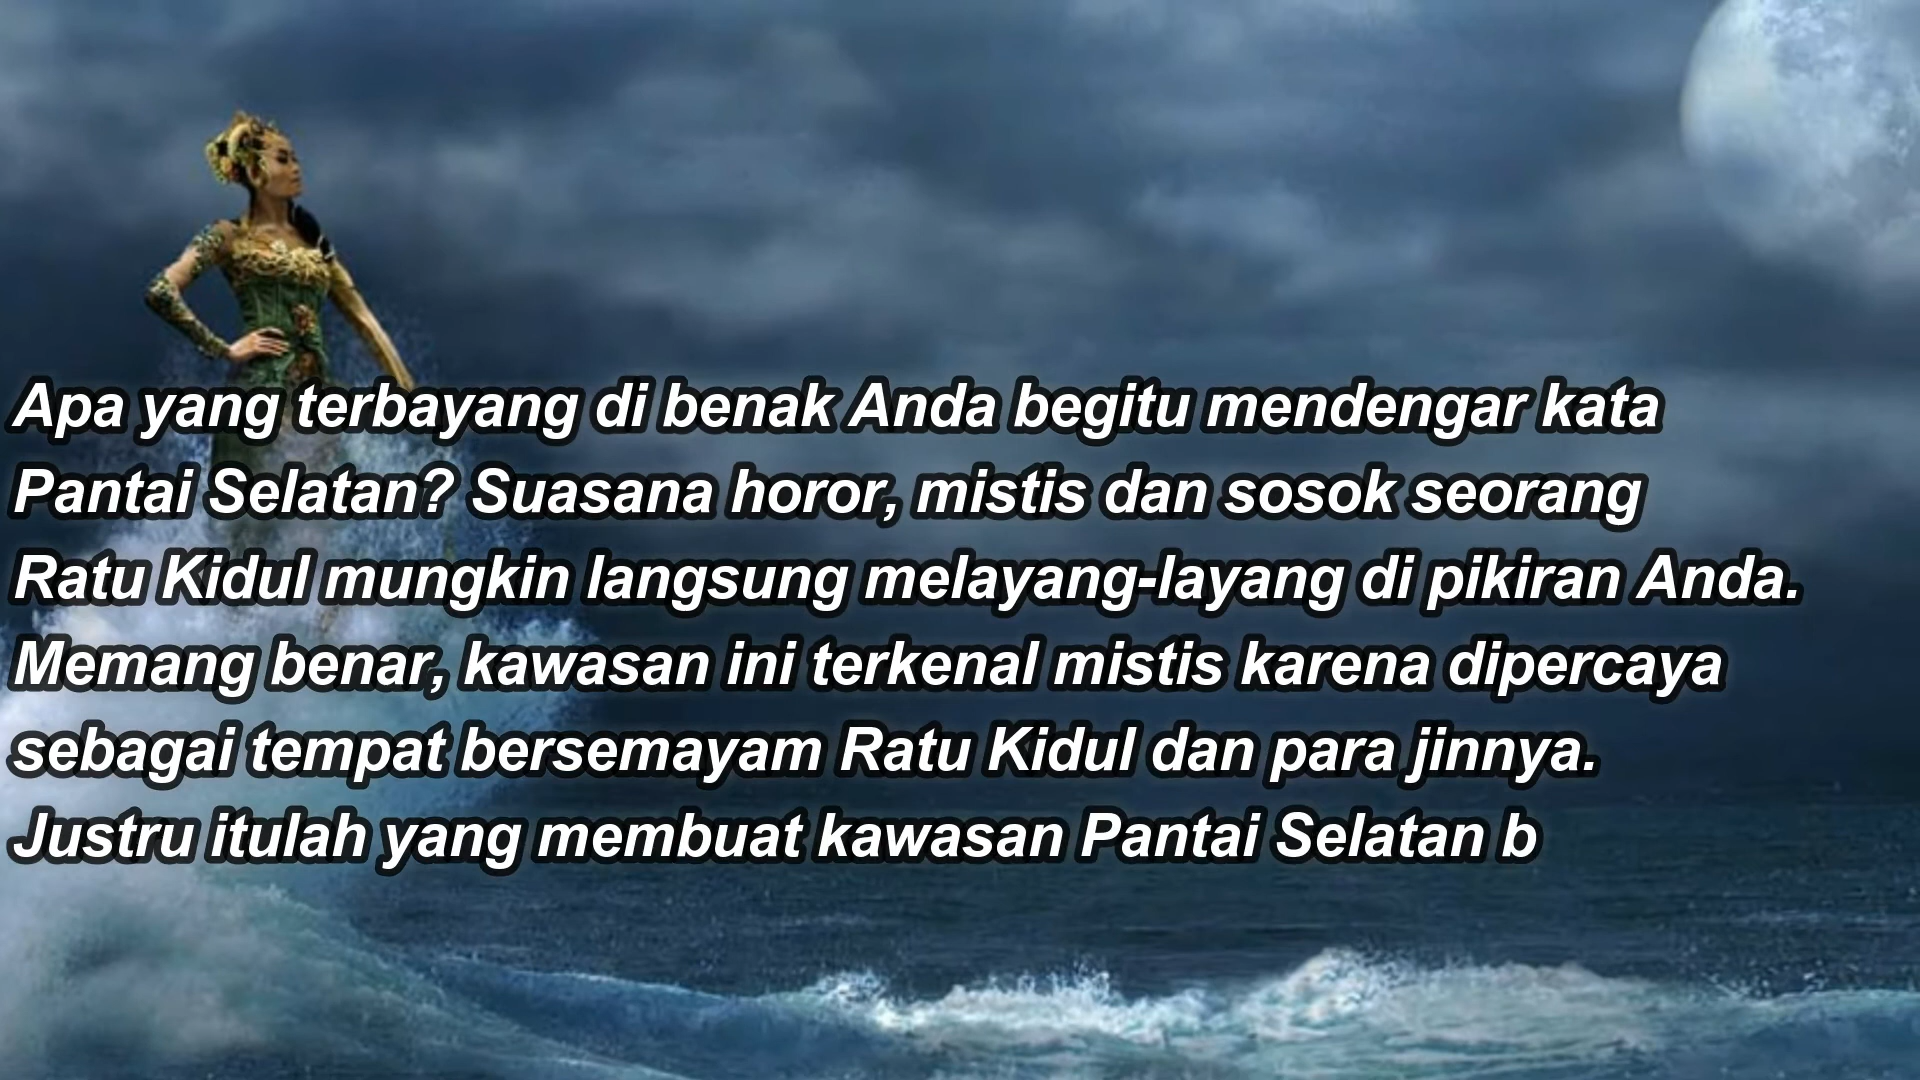 Apa yang terbayang di benak Anda begitu mendengar kata
Pantai Selatan? Suasana horor, mistis dan sosok seorang
Ratu Kidul mungkin langsung melayang-layang di pikiran Anda.
Memang benar, kawasan ini terkenal mistis karena dipercaya
sebagai tempat bersemayam Ratu Kidul dan para jinnya.
Justru itulah yang membuat kawasan Pantai Selatan b